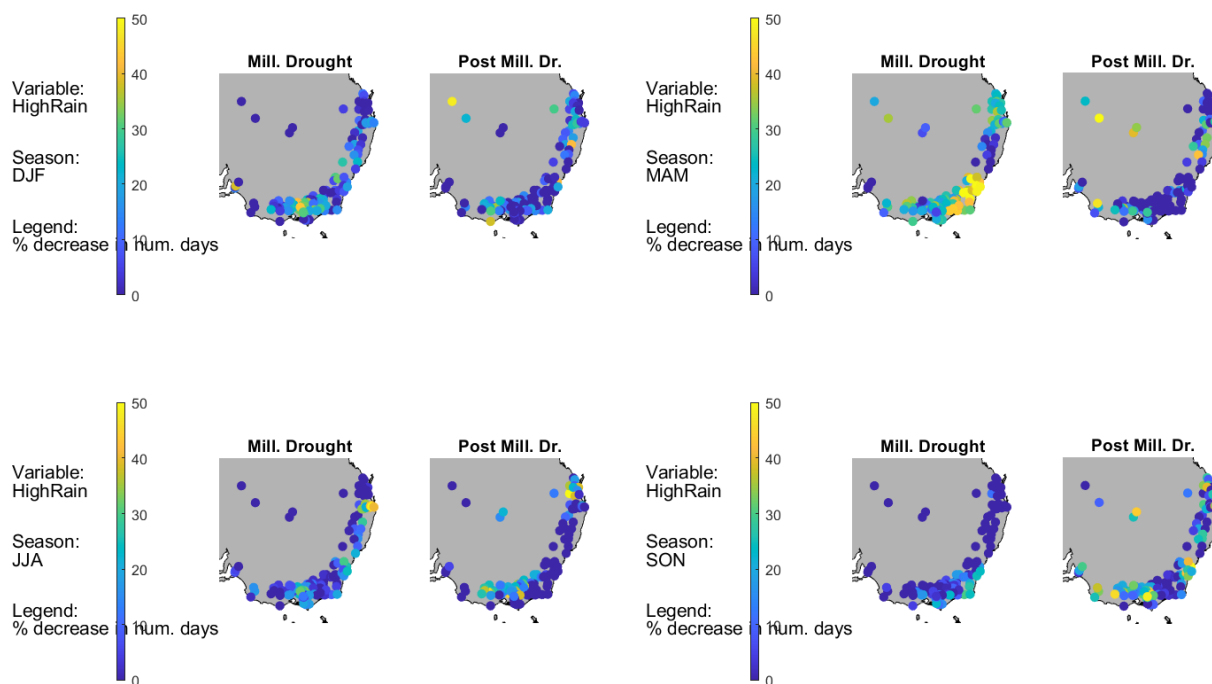 50
40
30
20
10
0
Variable:
HighRain
Season:
DJF
Legend:
% decrease in num. days
Mill. Drought
Post Mill. Dr.
50
40
30
20
10
0
Variable:
HighRain
Season:
MAM
Legend:
% decrease in num. days
Mill. Drought
Post Mill. Dr.
50
40
30
20
10
0
Variable:
HighRain
Season:
JJA
Legend:
% decrease in num. days
Mill. Drought
Post Mill. Dr.
50
40
30
20
10
0
Variable:
HighRain
Season:
SON
Legend:
% decrease in num. days
Mill. Drought
Post Mill. Dr.